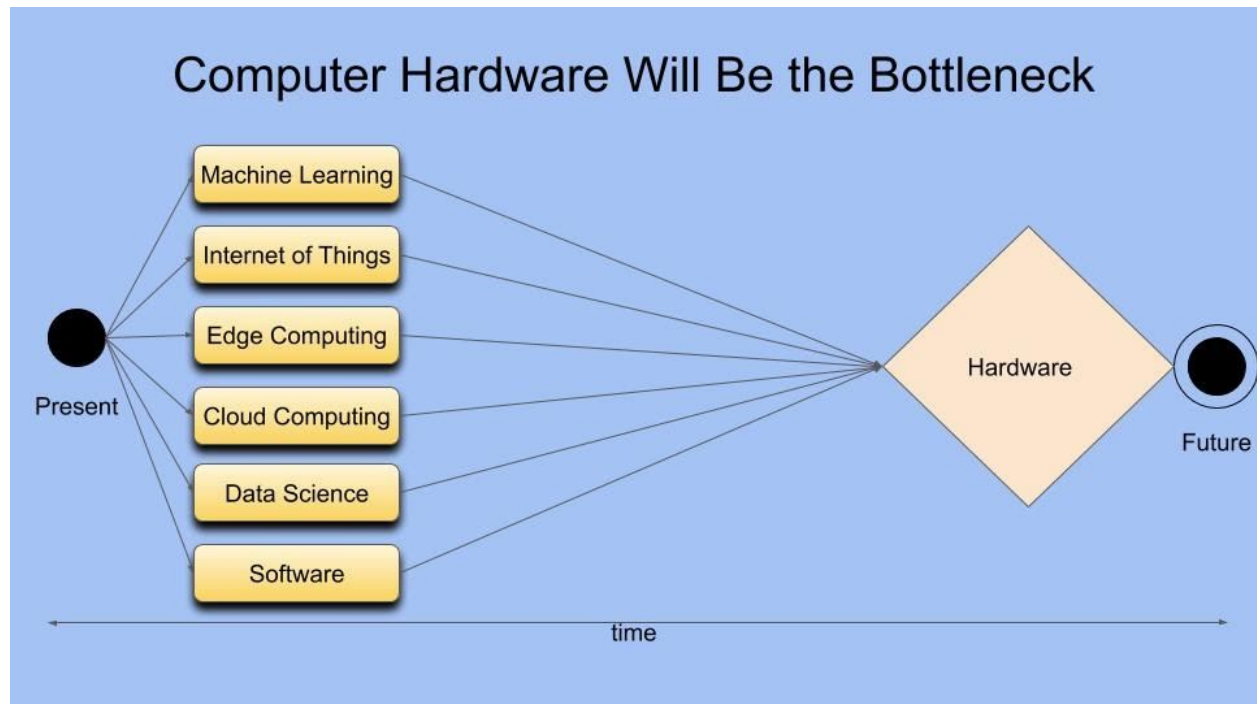 Computer Hardware Will Be the Bottleneck
Machine Learning
Internet of Things
Edge Computing
Cloud Computing
Data Science
Software
Present
Hardware
Future
time